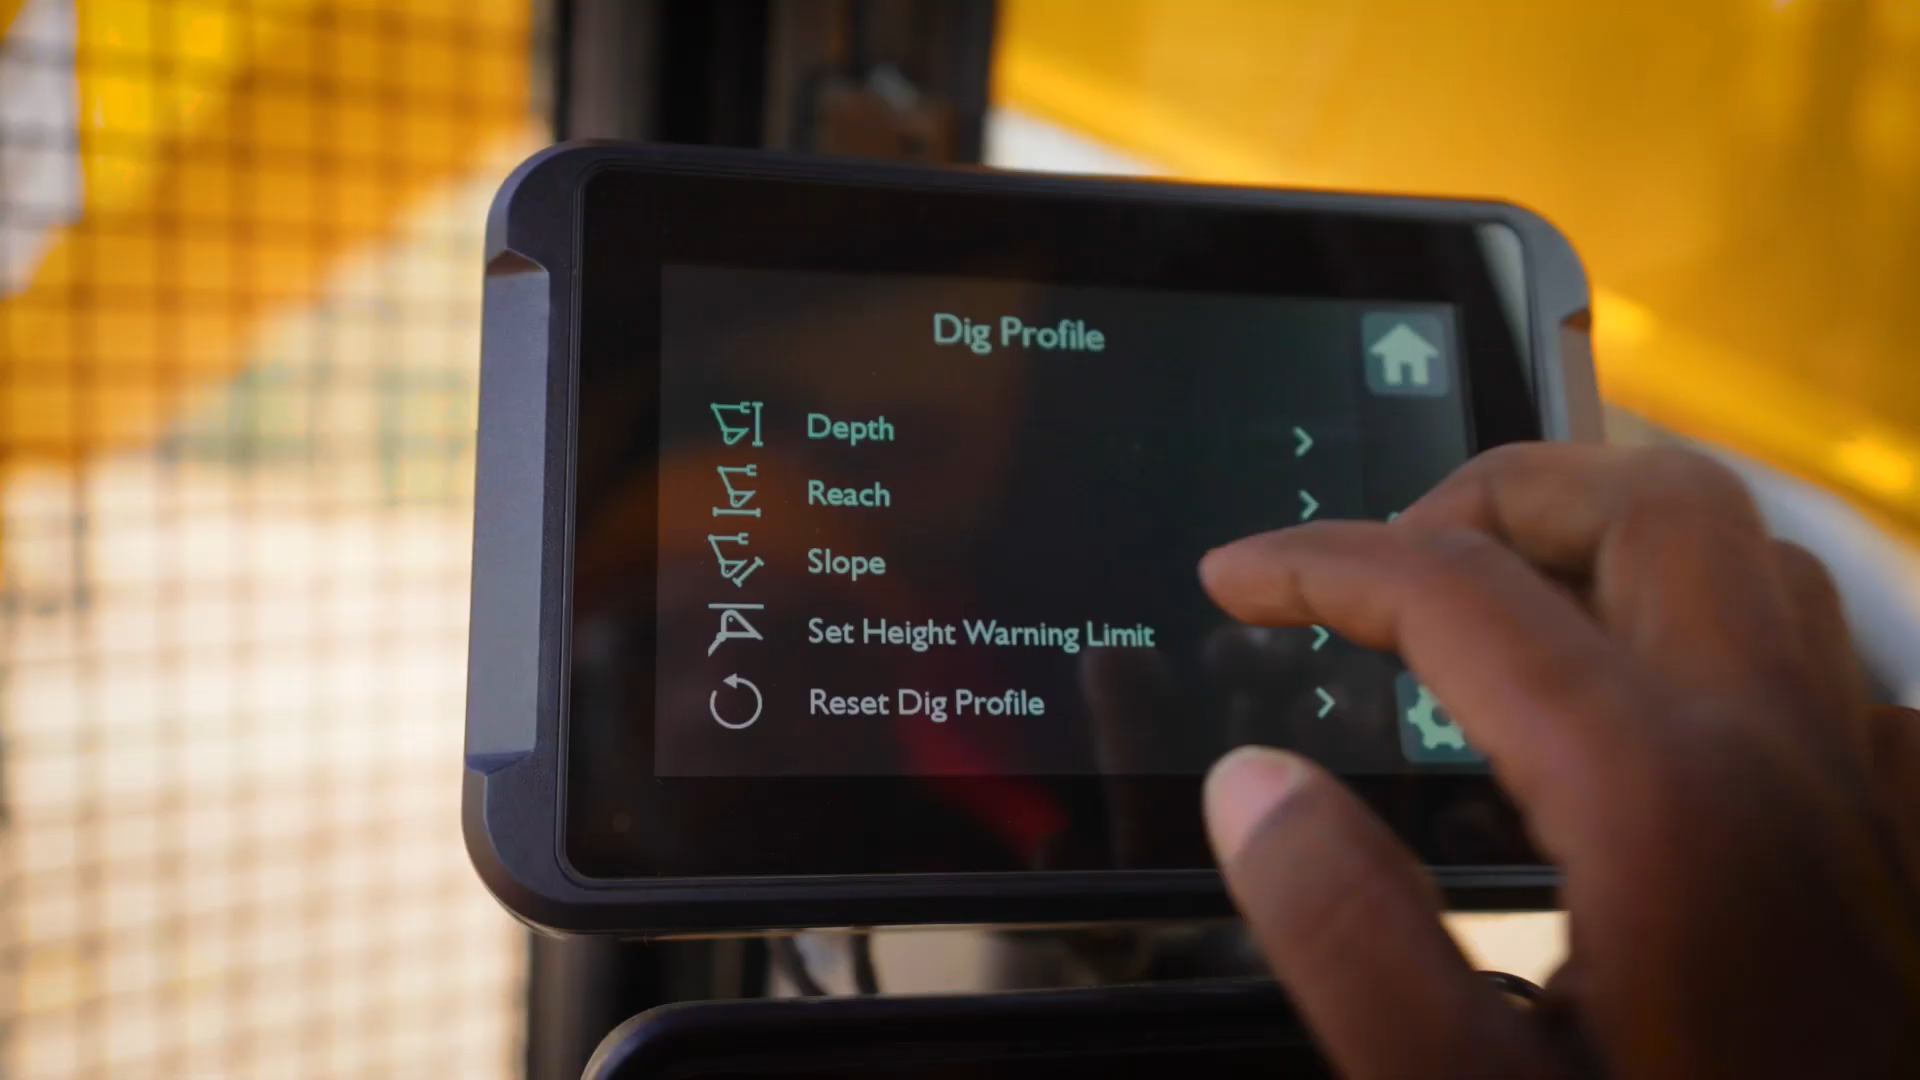 Dig Profile
Depth
Reach
Slope
Set Height Warning Limit
Reset Dig Profile